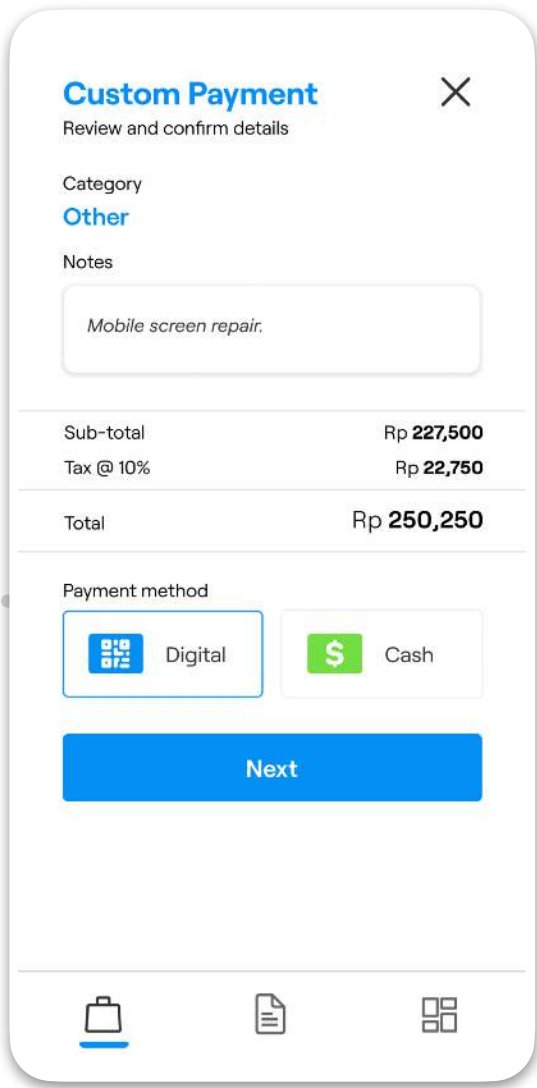 Custom Payment
Review and confirm details
Category
Other
Notes
Mobile screen repair.
Sub-total Rp 227,500
Tax @ 10% Rp 22,750
Total Rp 250,250
Payment method
Digital $ Cash
Next